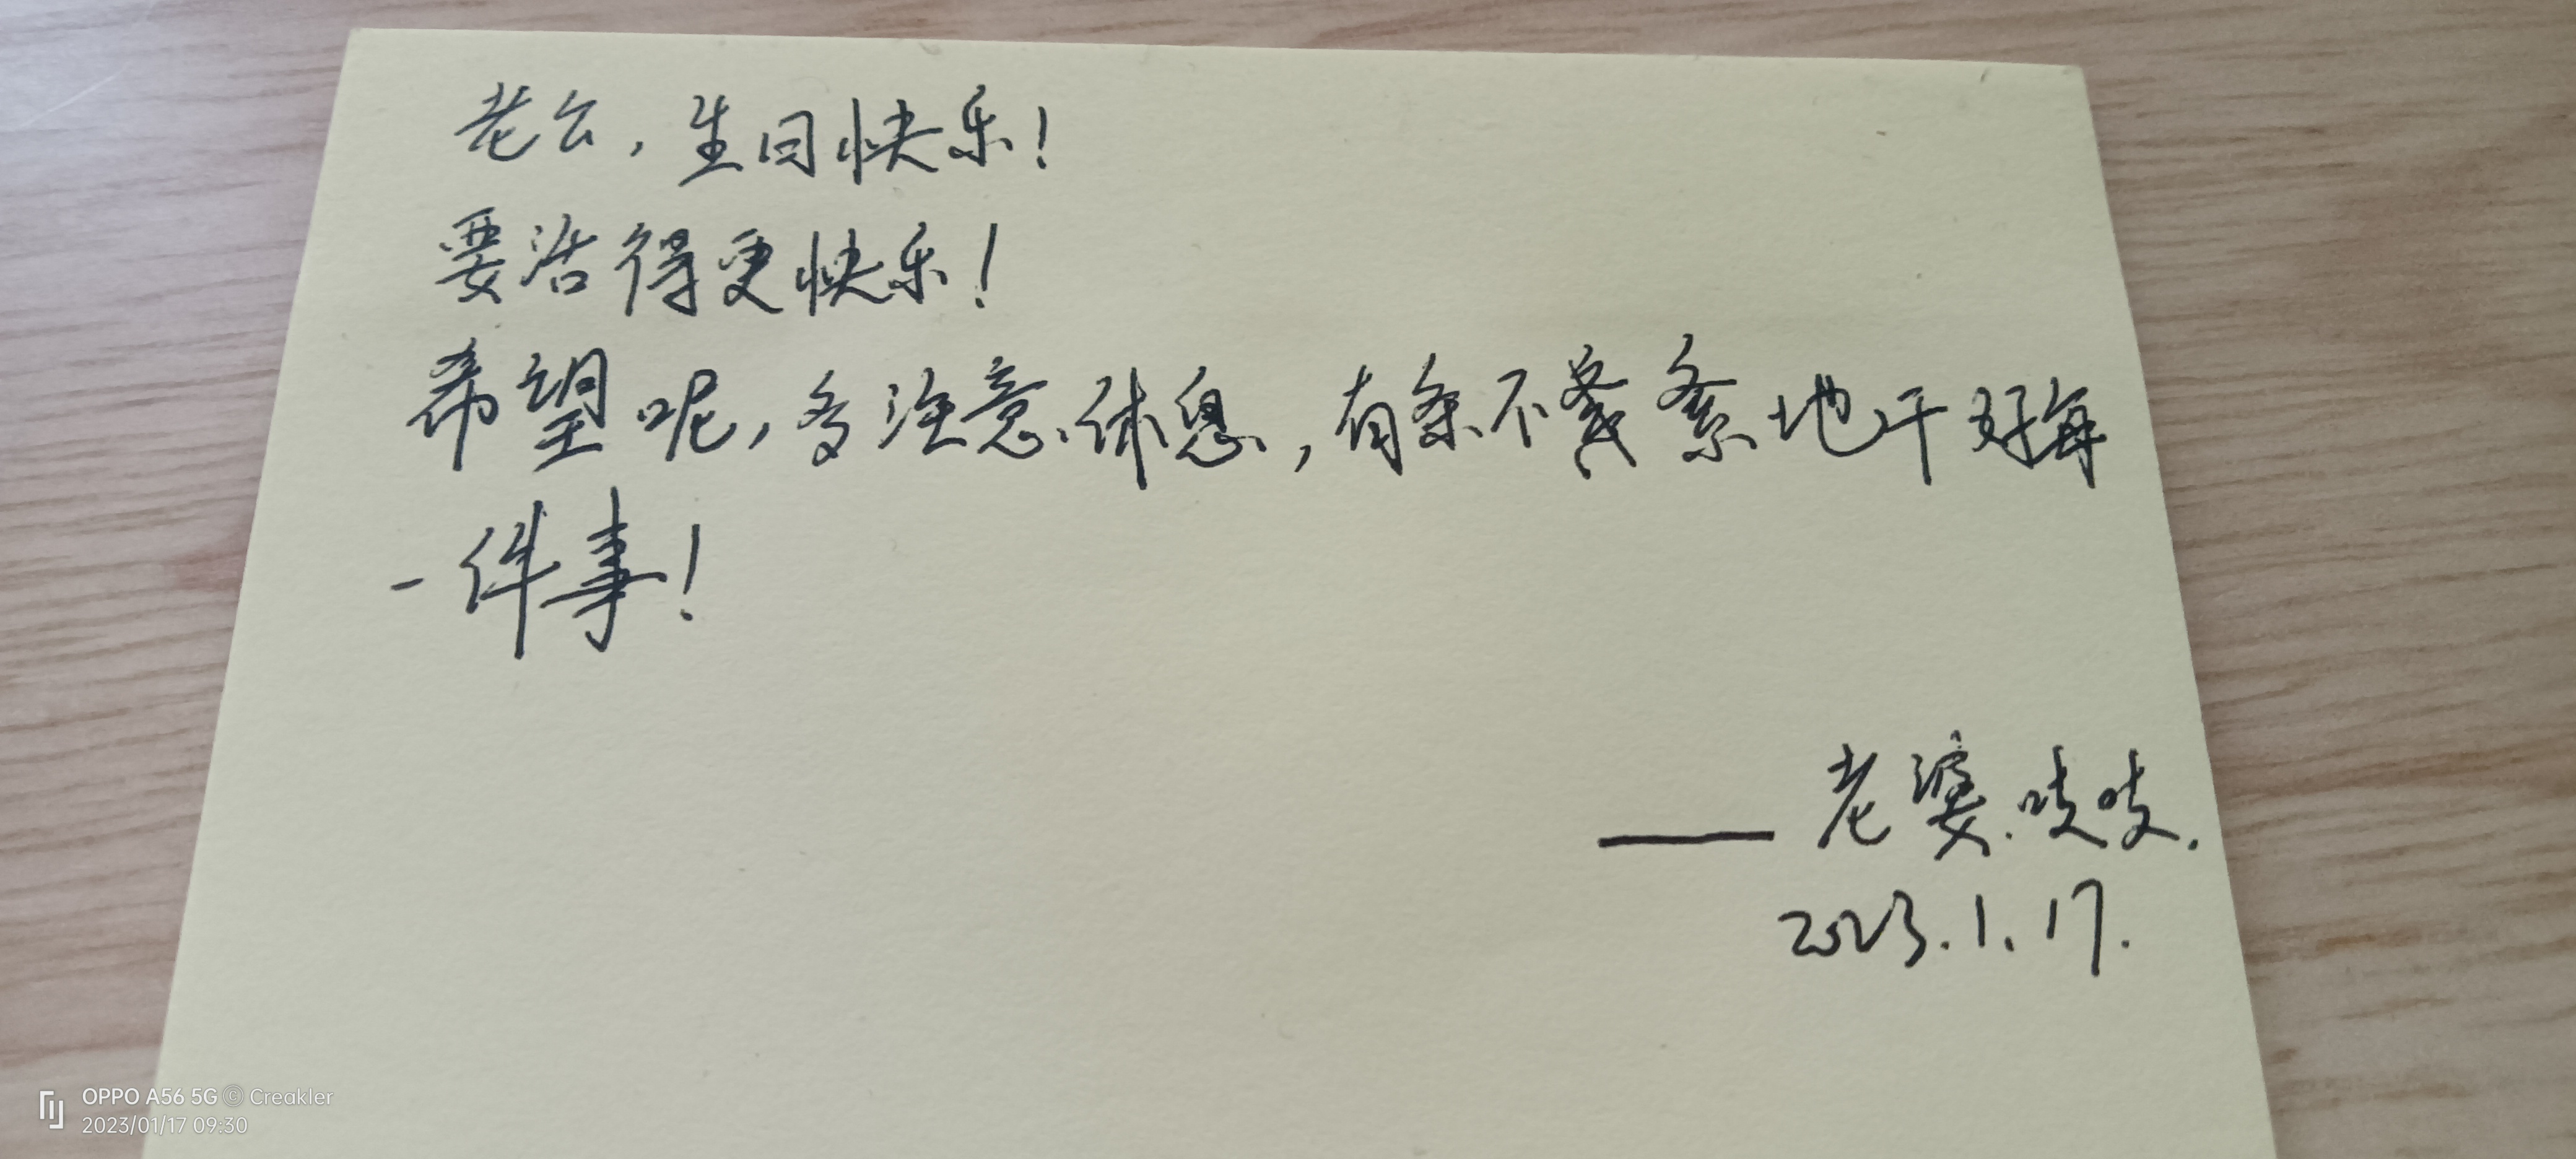 老公，生日快乐！
要活得更快乐！
希望呢，多注意休息，有条不紊地干好每
一件事！
——老婆.吱吱.
2023.1.17.
OPPO A56 5G © Creakler
2023/01/17 09:30